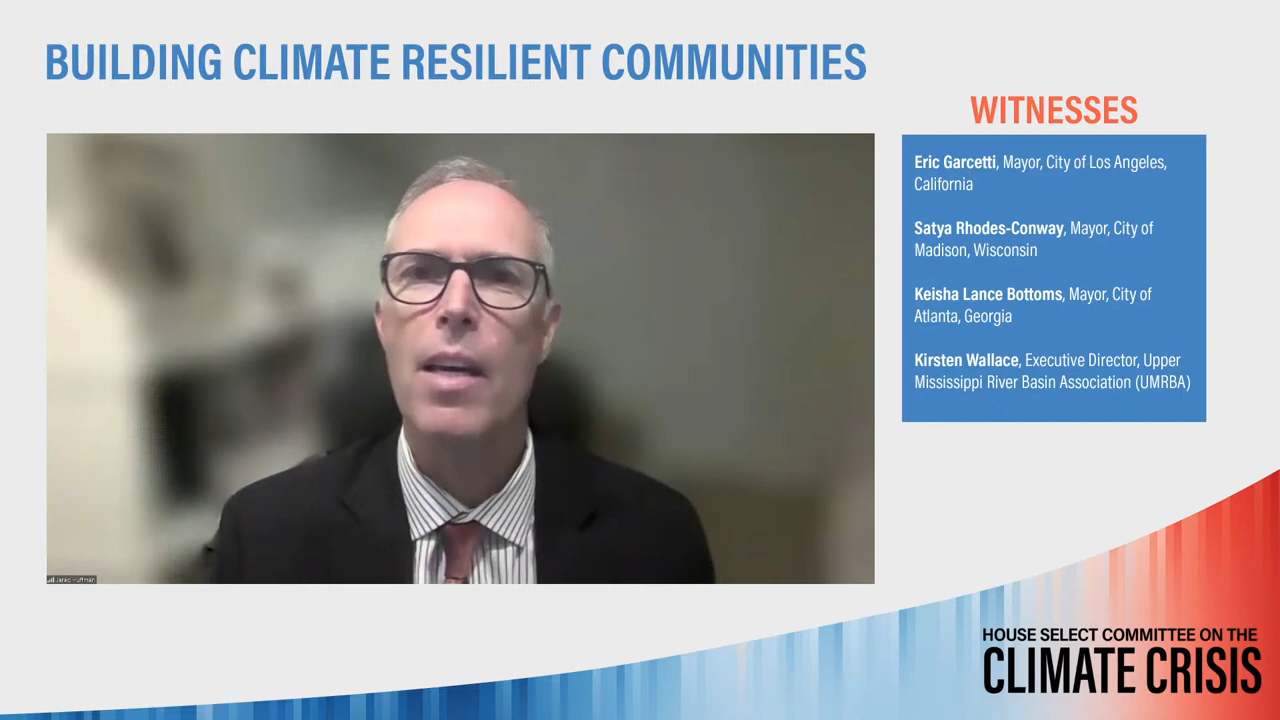 BUILDING CLIMATE RESILIENT COMMUNITIES
WITNESSES
Eric Garcetti, Mayor, City of Los Angeles,
California
Satya Rhodes-Conway, Mayor, City of
Madison, Wisconsin
Keisha Lance Bottoms, Mayor, City of
Atlanta, Georgia
Kirsten Wallace, Executive Director, Upper
Mississippi River Basin Association (UMRBA)
Jared Huffman
HOUSE SELECT COMMITTEE ON THE
CLIMATE CRISIS